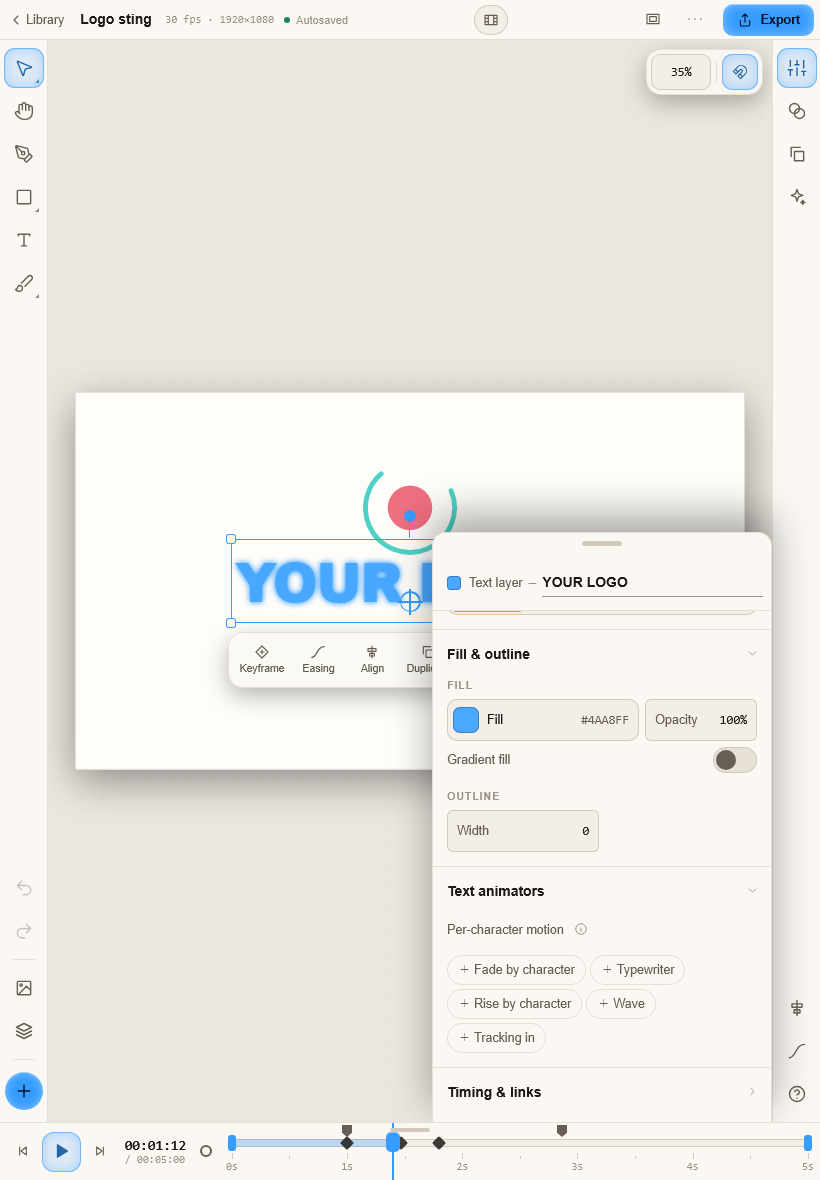 Library Logo sting 30 fps · 1920×1080 Autosaved ··· Export
35%
YOUR
Keyframe Easing Align
Text layer – YOUR LOGO
Fill & outline
FILL
Fill #4AA8FF Opacity 100%
Gradient fill
OUTLINE
Width 0
Text animators
Per-character motion
+ Fade by character + Typewriter
+ Rise by character + Wave
+ Tracking in
Timing & links
00:01:12
/ 00:05:00
0s 1s 2s 3s 4s 5s